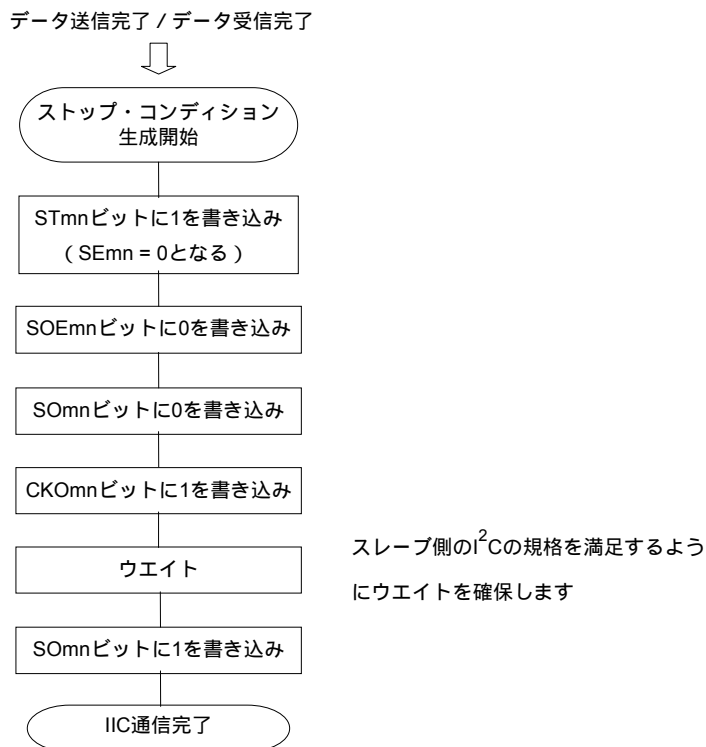 データ送信完了 / データ受信完了
ストップ・コンディション
生成開始
STmnビットに1を書き込み
( SEmn = 0となる )
SOEmnビットに0を書き込み
SOmnビットに0を書き込み
CKOmnビットに1を書き込み
ウエイト
スレーブ側のI²Cの規格を満足するよう
にウエイトを確保します
SOmnビットに1を書き込み
IIC通信完了